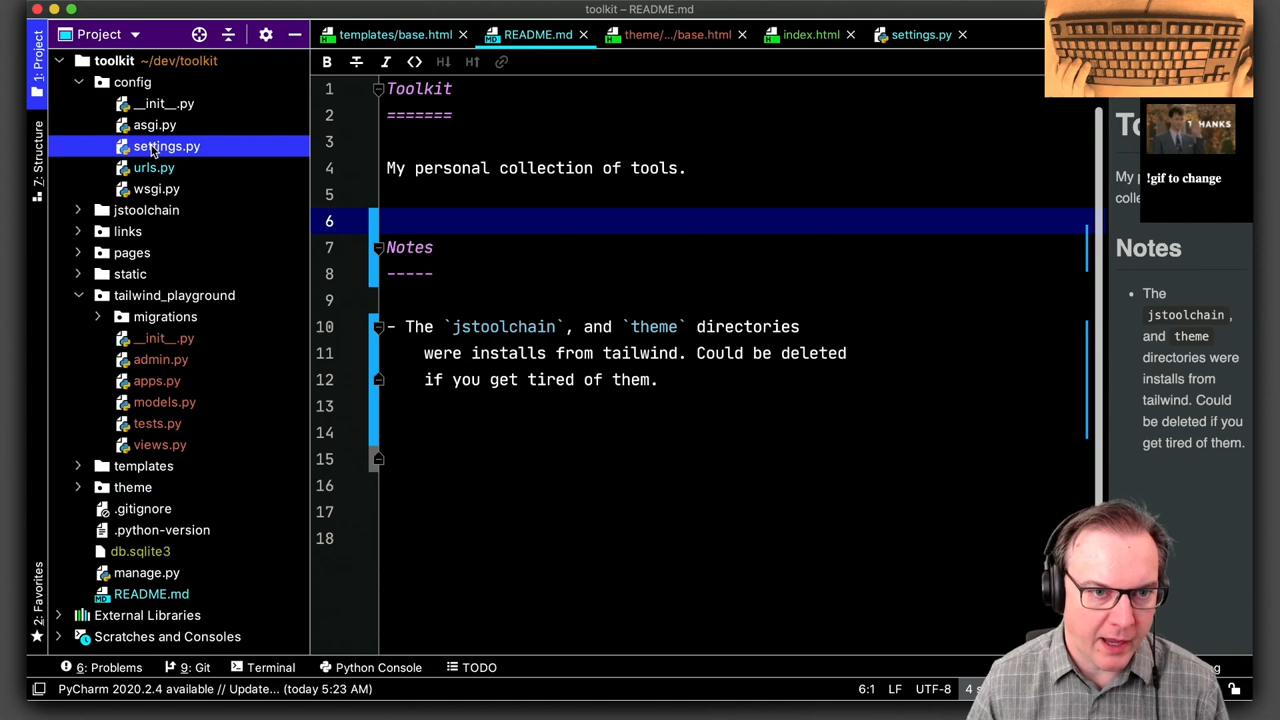 toolkit – README.md
Project
templates/base.html
README.md
theme/.../base.html
index.html
settings.py
1: Project
7: Structure
2: Favorites
toolkit ~/dev/toolkit
config
__init__.py
asgi.py
settings.py
urls.py
wsgi.py
jstoolchain
links
pages
static
tailwind_playground
migrations
__init__.py
admin.py
apps.py
models.py
tests.py
views.py
templates
theme
.gitignore
.python-version
db.sqlite3
manage.py
README.md
External Libraries
Scratches and Consoles
B I <> H↓ H↑
1 Toolkit
2 =======
3
4 My personal collection of tools.
5
6
7 Notes
8 -----
9
10 - The `jstoolchain`, and `theme` directories
11 were installs from tailwind. Could be deleted
12 if you get tired of them.
13
14
15
16
17
18
THANKS
!gif to change
My
Notes
• The
jstoolchain,
and theme
directories were
installs from
tailwind. Could
be deleted if you
get tired of them.
6: Problems
9: Git
Terminal
Python Console
TODO
PyCharm 2020.2.4 available // Update... (today 5:23 AM)
6:1
LF
UTF-8
4